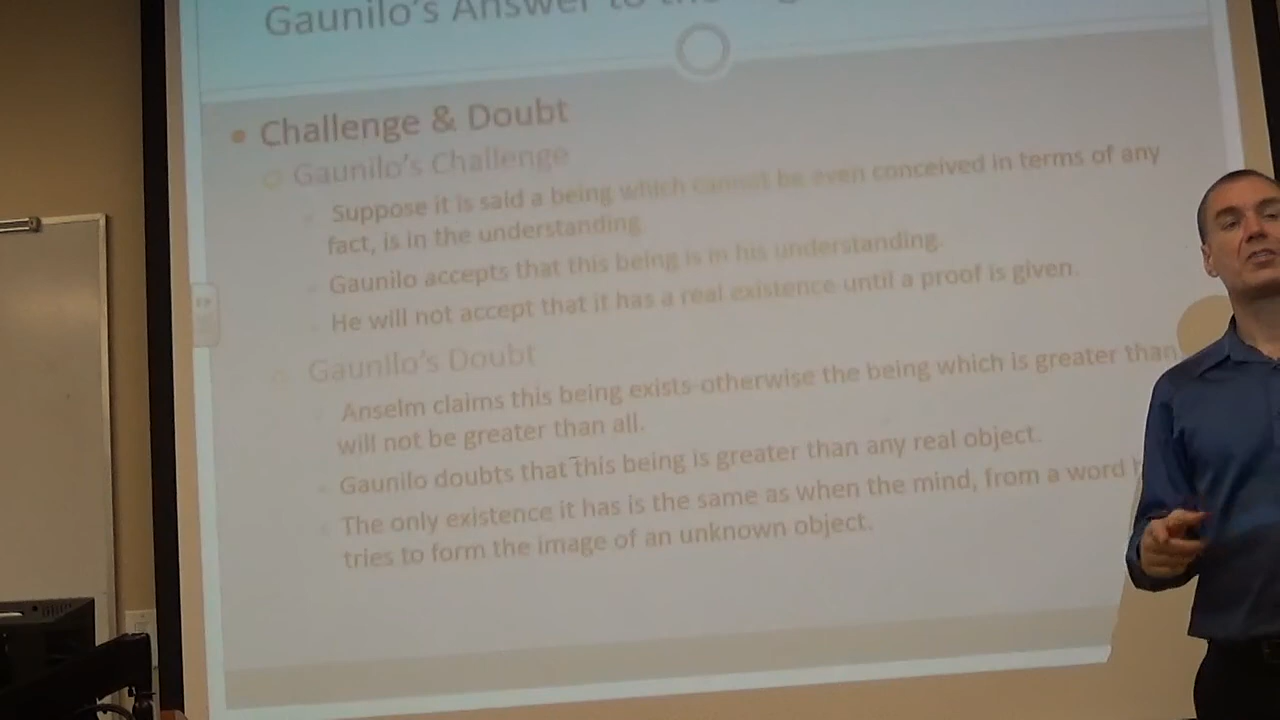 Gaunilo's Answer to
Challenge & Doubt
Gaunilo's Challenge
Suppose it is said a being which cannot be even conceived in terms of any
fact, is in the understanding.
Gaunilo accepts that this being is in his understanding.
He will not accept that it has a real existence until a proof is given.
Gaunilo's Doubt
Anselm claims this being exists-otherwise the being which is greater than
will not be greater than all.
Gaunilo doubts that this being is greater than any real object.
The only existence it has is the same as when the mind, from a word
tries to form the image of an unknown object.